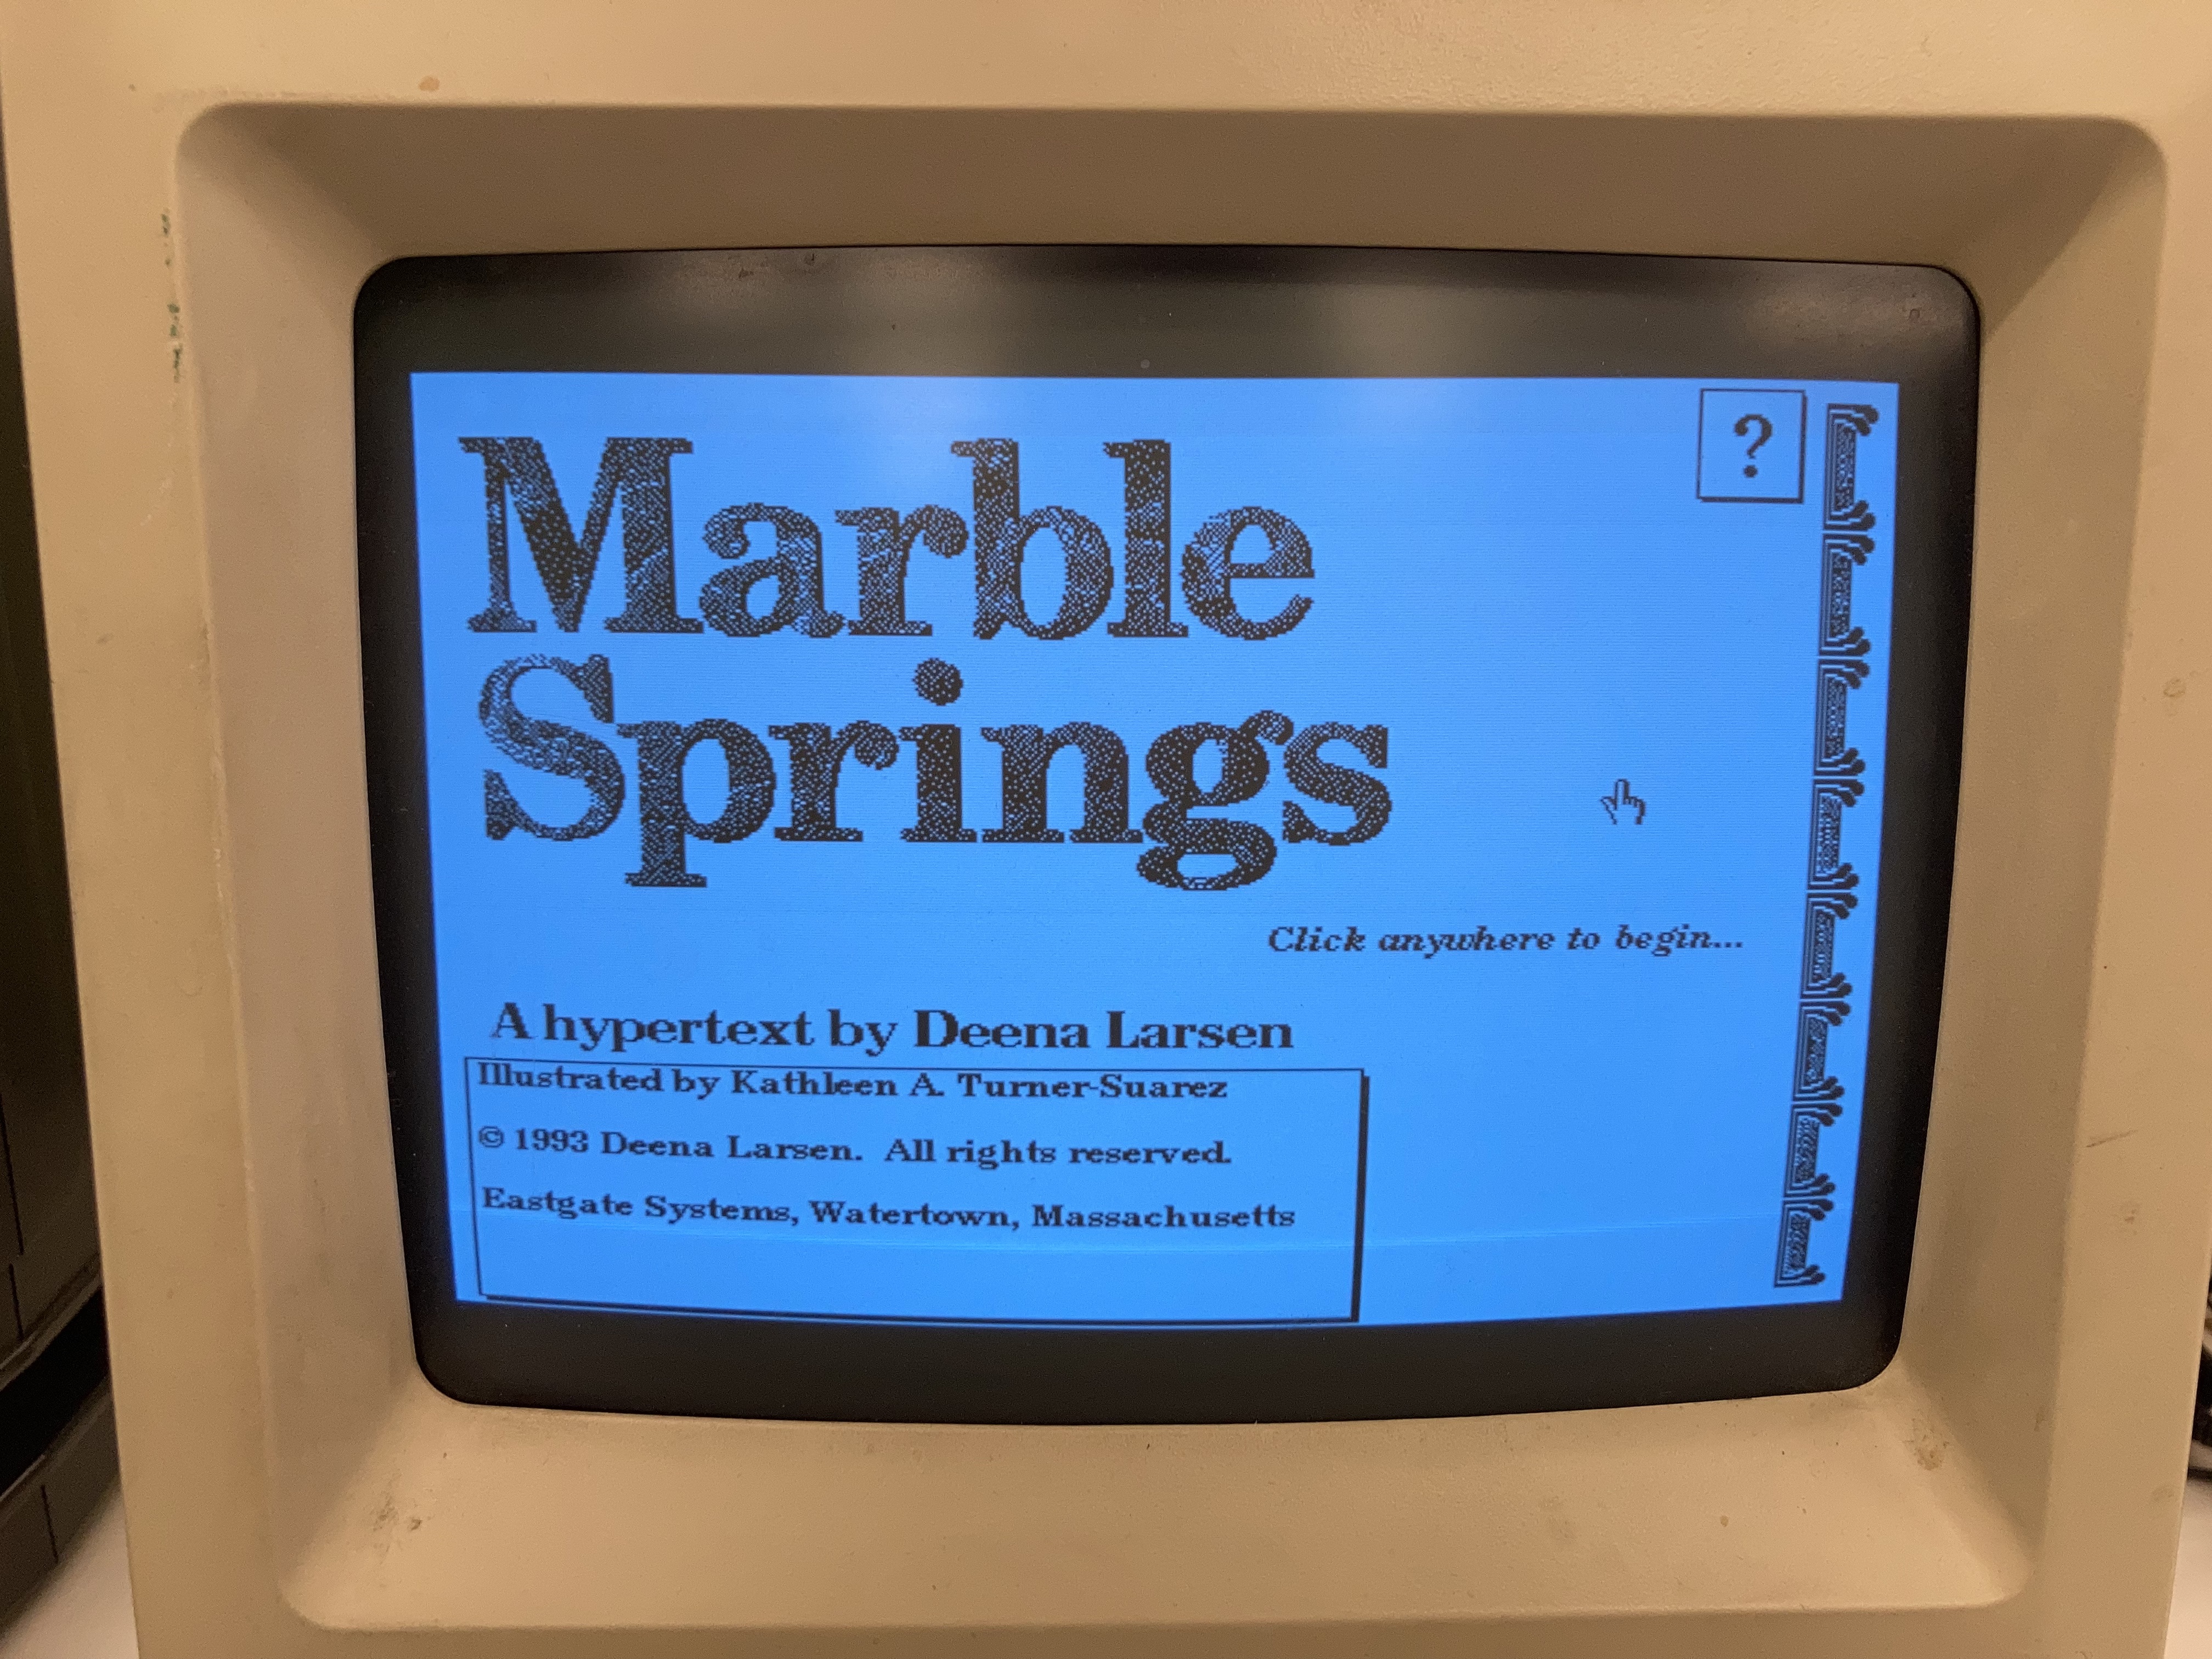 Marble
Springs
?
Click anywhere to begin...
A hypertext by Deena Larsen
Illustrated by Kathleen A. Turner-Suarez
© 1993 Deena Larsen.  All rights reserved.
Eastgate Systems, Watertown, Massachusetts